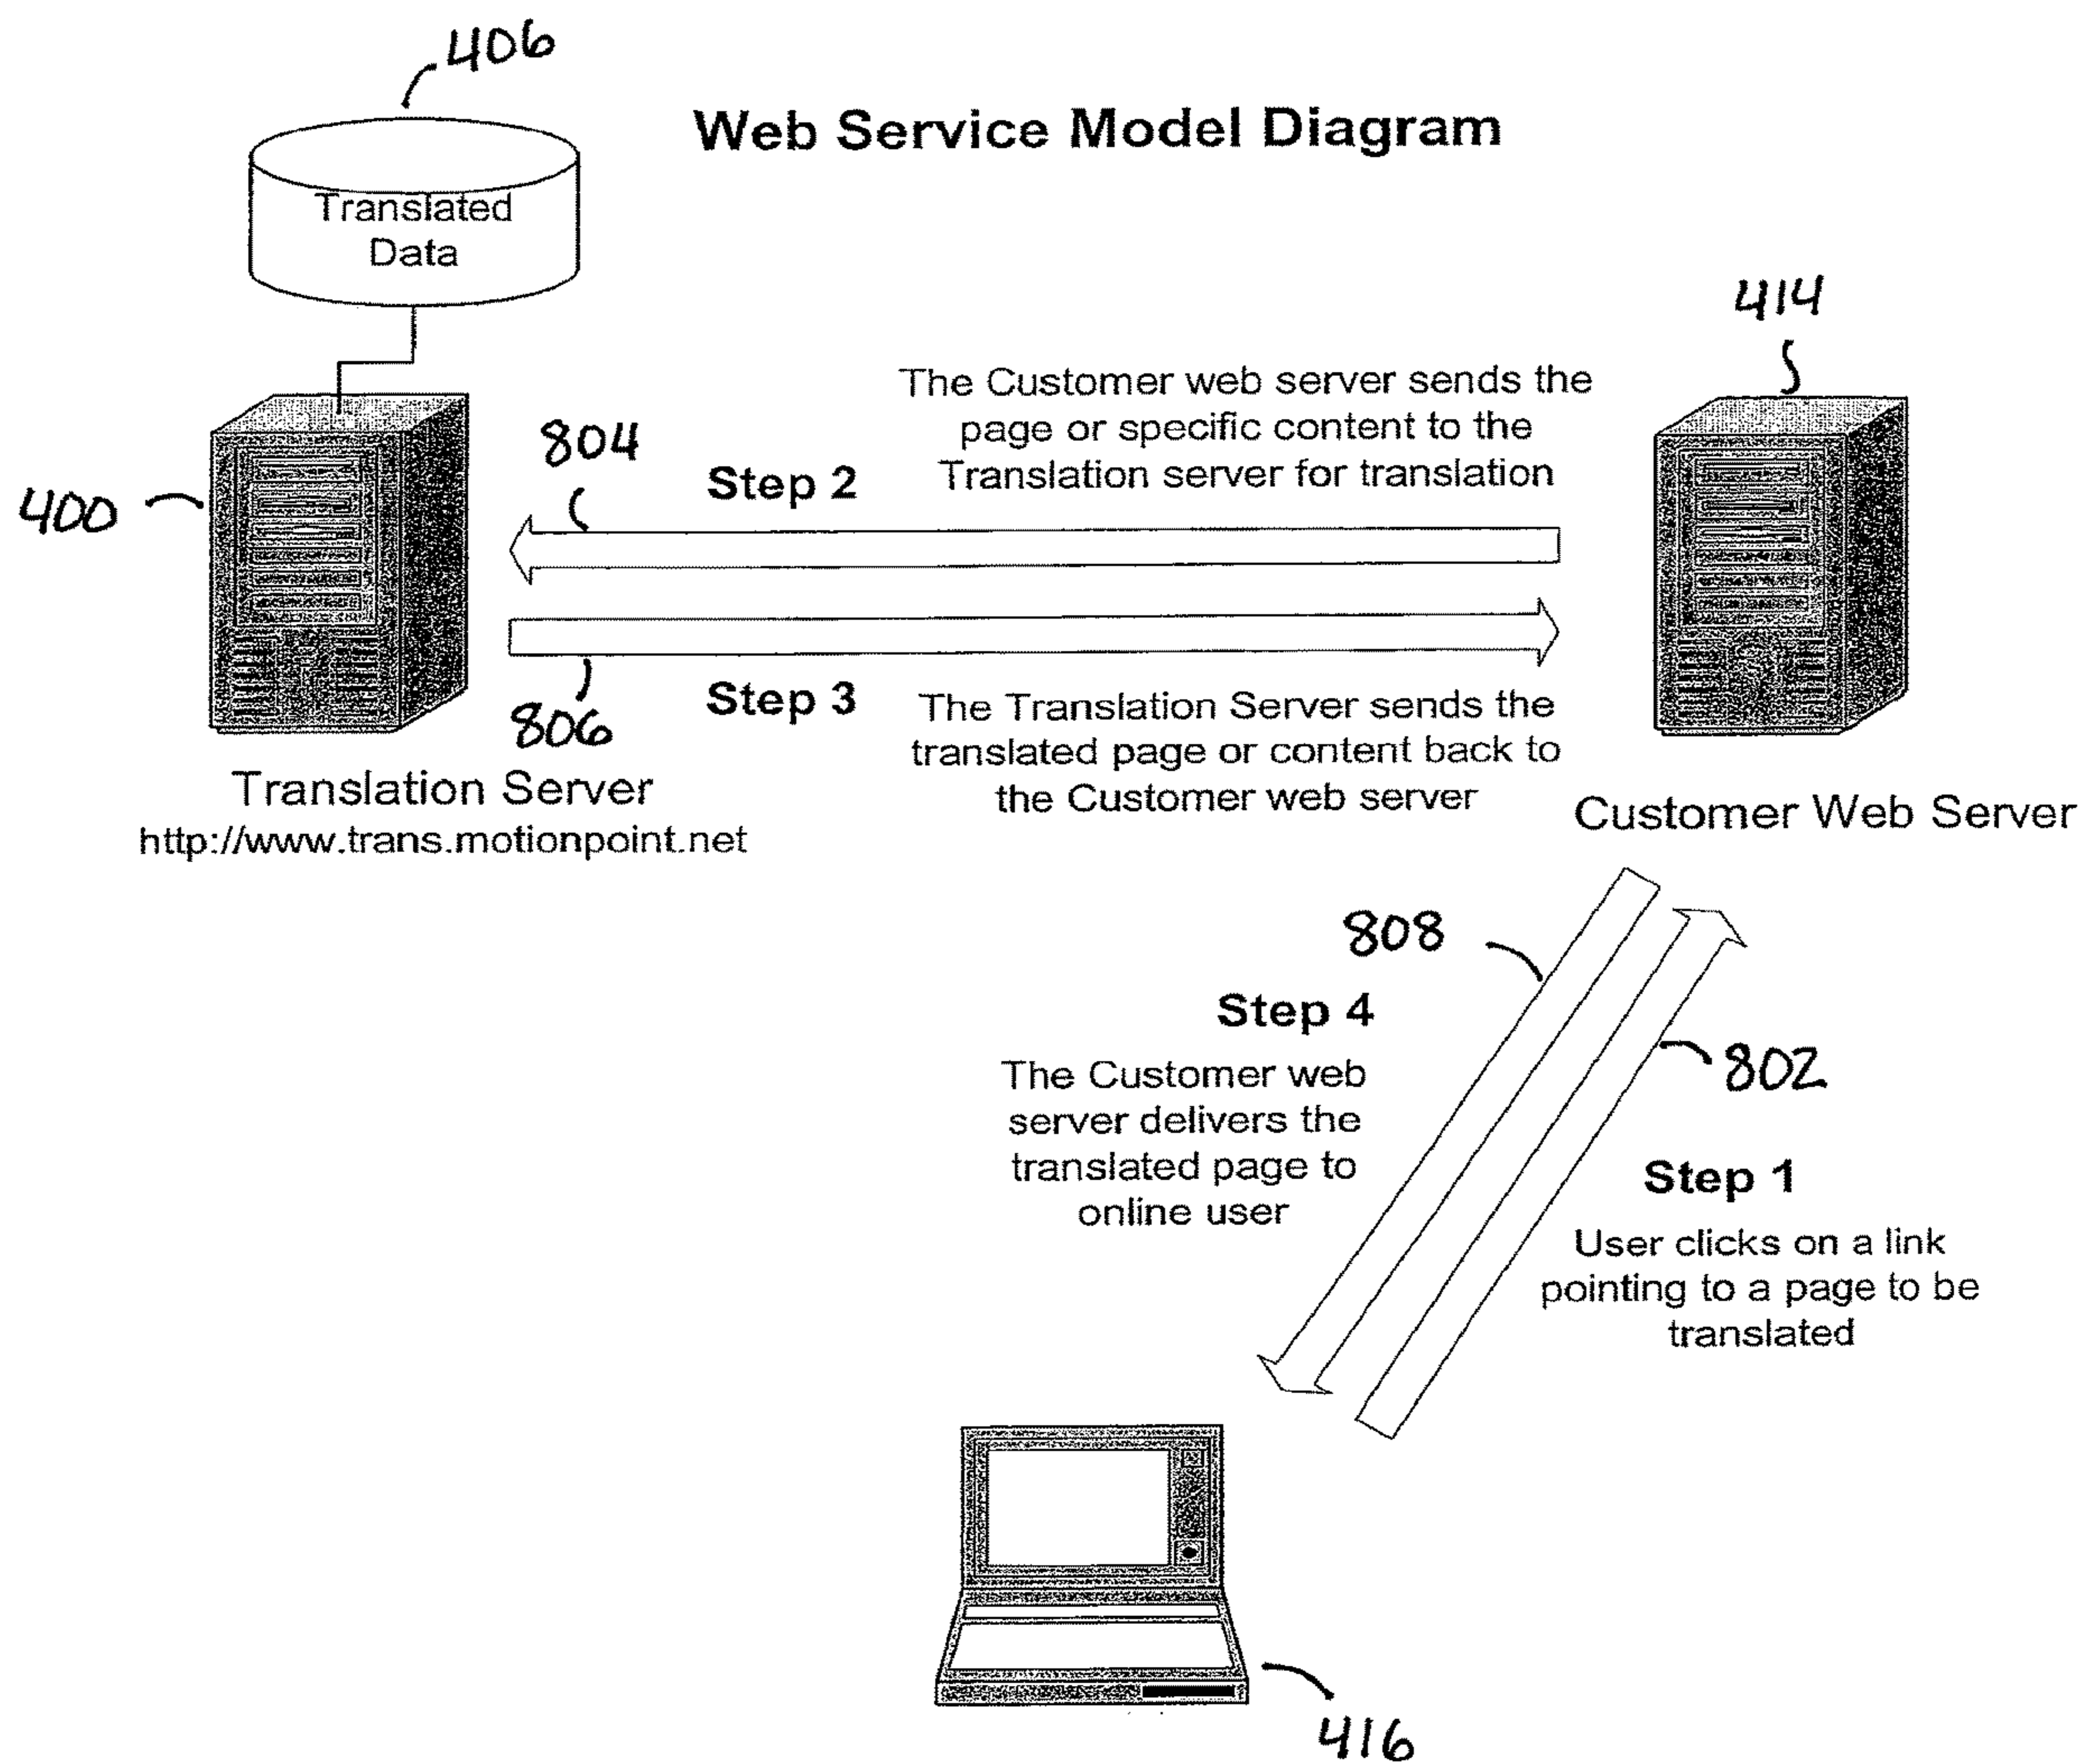 406
Web Service Model Diagram
Translated
Data
414
The Customer web server sends the
page or specific content to the
Translation server for translation
804
Step 2
400
806
Step 3
The Translation Server sends the
translated page or content back to
the Customer web server
Translation Server
http://www.trans.motionpoint.net
Customer Web Server
808
Step 4
The Customer web
server delivers the
translated page to
online user
802
Step 1
User clicks on a link
pointing to a page to be
translated
416